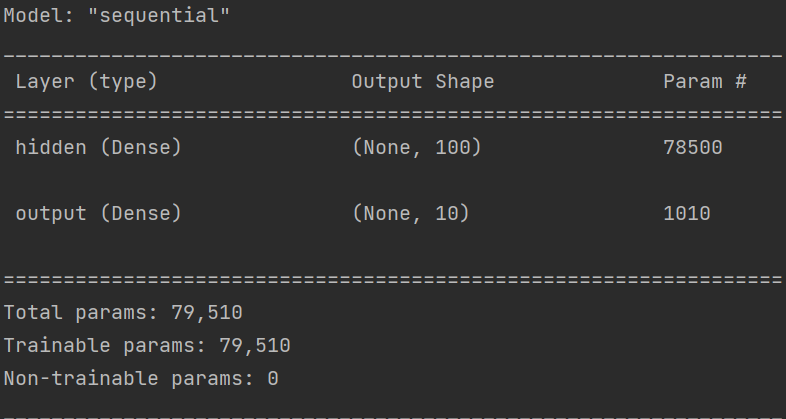 Model: "sequential"
_________________________________________________________________
Layer (type)                Output Shape              Param #
=================================================================
hidden (Dense)              (None, 100)               78500

output (Dense)              (None, 10)                1010

=================================================================
Total params: 79,510
Trainable params: 79,510
Non-trainable params: 0
_________________________________________________________________